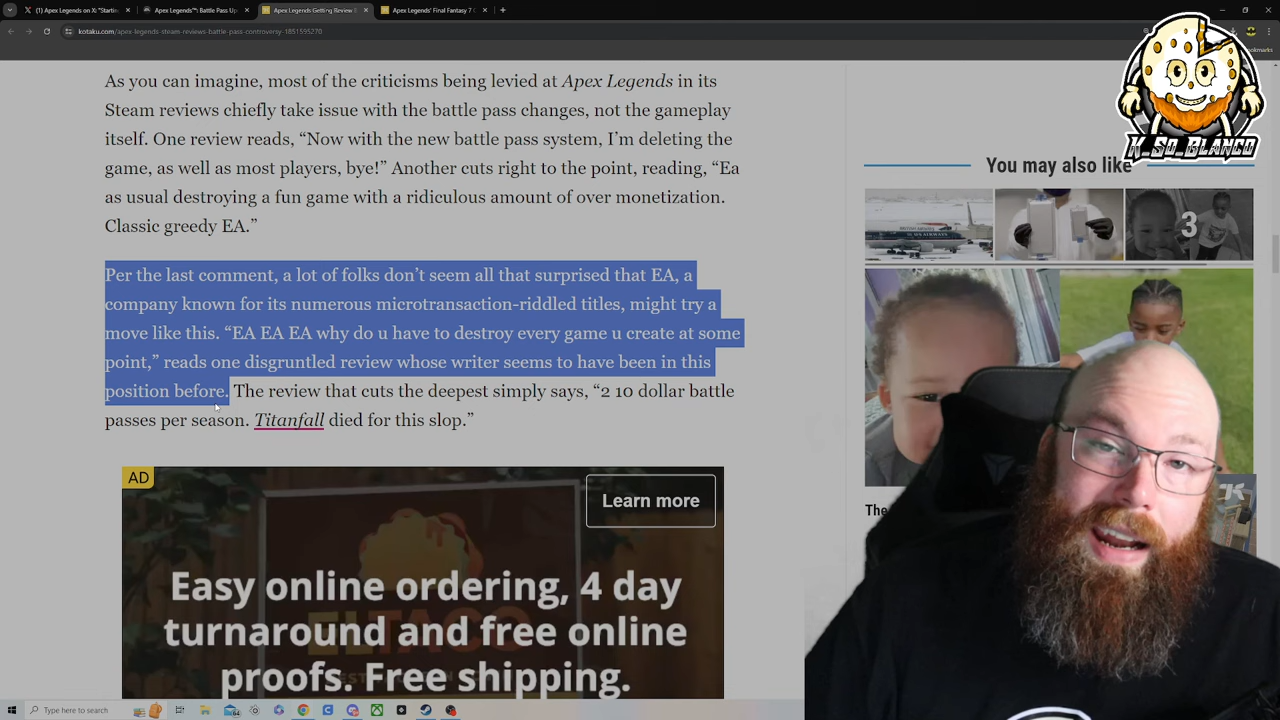 (1) Apex Legends on X: "Startin
Apex Legends™: Battle Pass Up
Apex Legends Getting Review B
Apex Legends' Final Fantasy 7 C
kotaku.com/apex-legends-steam-reviews-battle-pass-controversy-1851595270
K_SO_BLANCO
As you can imagine, most of the criticisms being levied at Apex Legends in its
Steam reviews chiefly take issue with the battle pass changes, not the gameplay
itself. One review reads, “Now with the new battle pass system, I’m deleting the
game, as well as most players, bye!” Another cuts right to the point, reading, “Ea
as usual destroying a fun game with a ridiculous amount of over monetization.
Classic greedy EA.”
Per the last comment, a lot of folks don’t seem all that surprised that EA, a
company known for its numerous microtransaction-riddled titles, might try a
move like this. “EA EA EA why do u have to destroy every game u create at some
point,” reads one disgruntled review whose writer seems to have been in this
position before. The review that cuts the deepest simply says, “2 10 dollar battle
passes per season. Titanfall died for this slop.”
You may also like
3
The
AD
Learn more
EL TACO
Easy online ordering, 4 day
turnaround and free online
proofs. Free shipping.
Type here to search